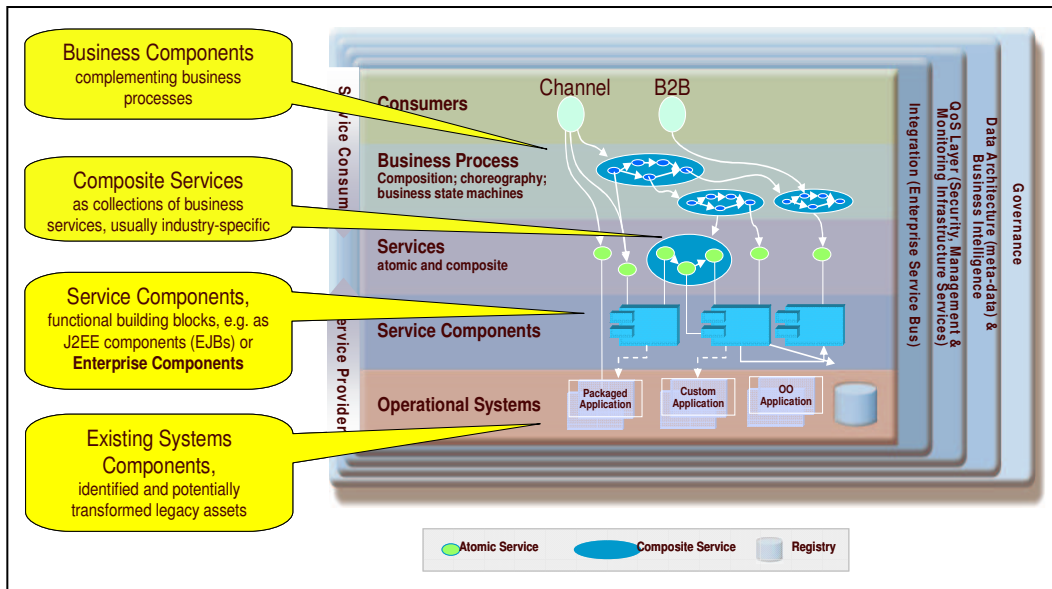 Business Components
complementing business
processes
Composite Services
as collections of business
services, usually industry-specific
Service Components,
functional building blocks, e.g. as
J2EE components (EJBs) or
Enterprise Components
Existing Systems
Components,
identified and potentially
transformed legacy assets
Service Consum
ervice Provider
Channel
B2B
Consumers
Business Process
Composition; choreography;
business state machines
Services
atomic and composite
Service Components
Operational Systems
Packaged
Application
Custom
Application
OO
Application
Integration (Enterprise Service Bus)
QoS Layer (Security, Management &
Monitoring Infrastructure Services)
Data Architecture (meta-data) &
Business Intelligence
Governance
Atomic Service
Composite Service
Registry